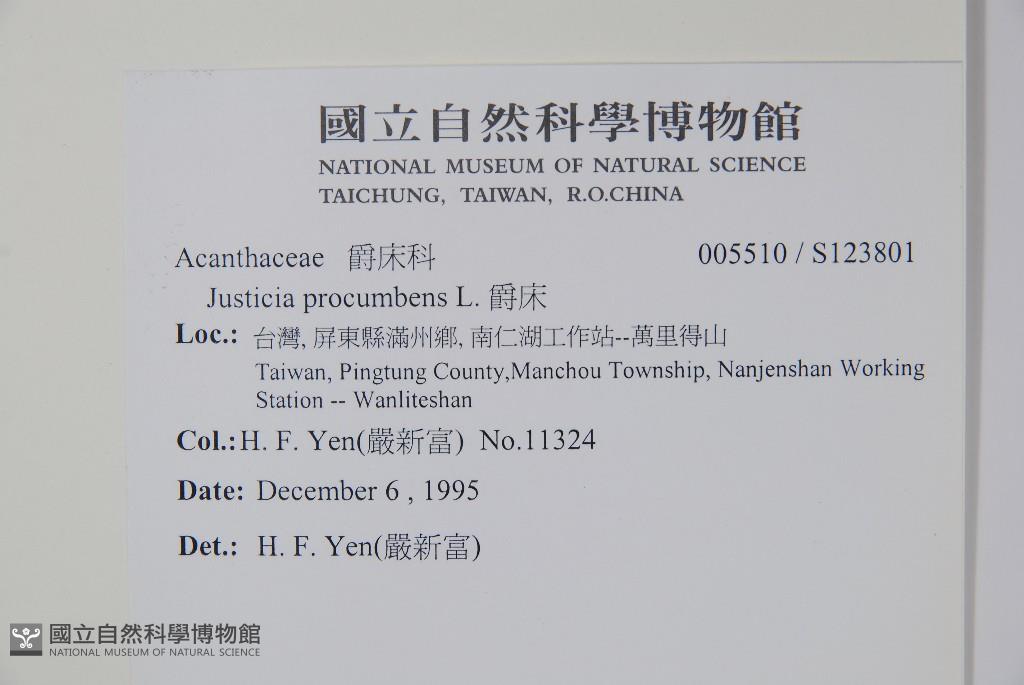 國立自然科學博物館
NATIONAL MUSEUM OF NATURAL SCIENCE
TAICHUNG, TAIWAN, R.O.CHINA
Acanthaceae 爵床科 005510 / S123801
Justicia procumbens L. 爵床
Loc.: 台灣, 屏東縣滿州鄉, 南仁湖工作站--萬里得山
Taiwan, Pingtung County,Manchou Township, Nanjenshan Working
Station -- Wanliteshan
Col.:H. F. Yen(嚴新富) No.11324
Date: December 6 , 1995
Det.: H. F. Yen(嚴新富)
國立自然科學博物館
NATIONAL MUSEUM OF NATURAL SCIENCE